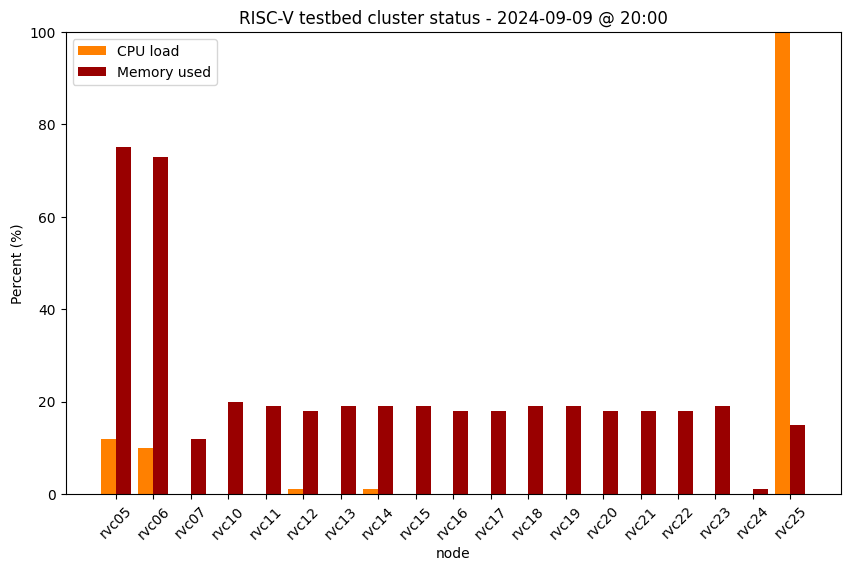 RISC-V testbed cluster status - 2024-09-09 @ 20:00
CPU load
Memory used
Percent (%)
100
80
60
40
20
0
rvc05 rvc06 rvc07 rvc10 rvc11 rvc12 rvc13 rvc14 rvc15 rvc16 rvc17 rvc18 rvc19 rvc20 rvc21 rvc22 rvc23 rvc24 rvc25
node